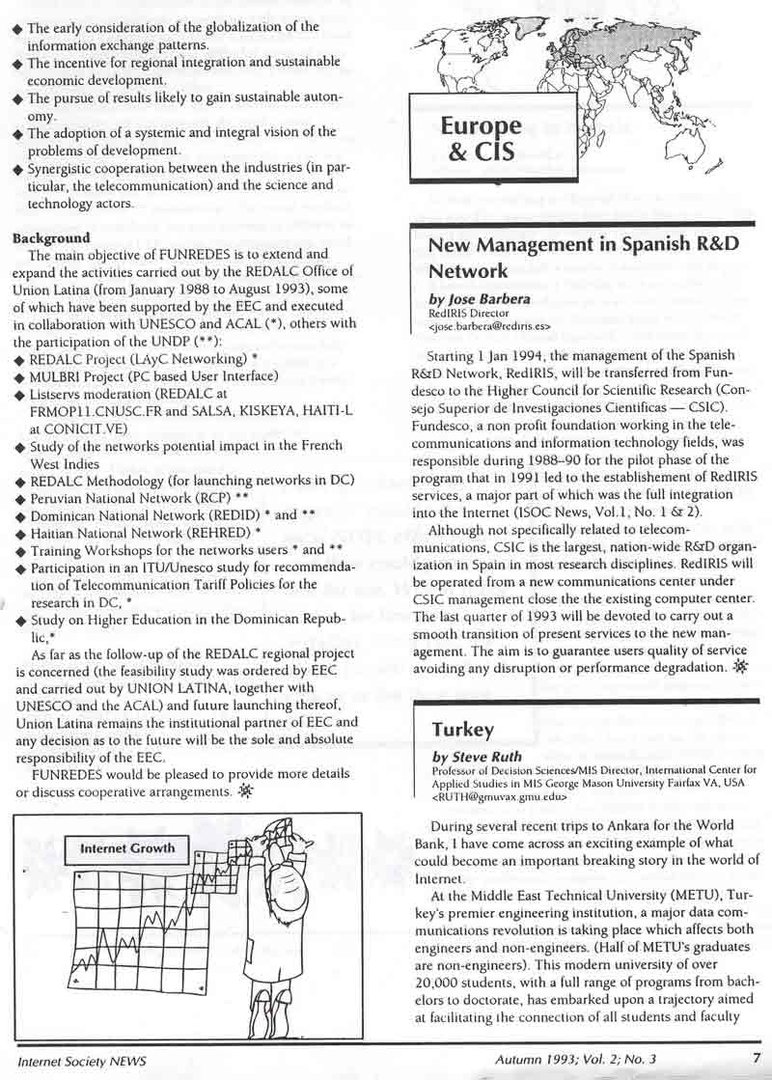 ◆ The early consideration of the globalization of the
information exchange patterns.
◆ The incentive for regional integration and sustainable
economic development.
◆ The pursue of results likely to gain sustainable auton-
omy.
◆ The adoption of a systemic and integral vision of the
problems of development.
◆ Synergistic cooperation between the industries (in par-
ticular, the telecommunication) and the science and
technology actors.
Background
The main objective of FUNREDES is to extend and
expand the activities carried out by the REDALC Office of
Union Latina (from January 1988 to August 1993), some
of which have been supported by the EEC and executed
in collaboration with UNESCO and ACAL (*), others with
the participation of the UNDP (**):
◆ REDALC Project (LAyC Networking) *
◆ MULBRI Project (PC based User Interface)
◆ Listservs moderation (REDALC at
FRMOP11.CNUSC.FR and SALSA, KISKEYA, HAITI-L
at CONICIT.VE)
◆ Study of the networks potential impact in the French
West Indies
◆ REDALC Methodology (for launching networks in DC)
◆ Peruvian National Network (RCP) **
◆ Dominican National Network (REDID) * and **
◆ Haitian National Network (REHRED) *
◆ Training Workshops for the networks users * and **
◆ Participation in an ITU/Unesco study for recommenda-
tion of Telecommunication Tariff Policies for the
research in DC, *
◆ Study on Higher Education in the Dominican Repub-
lic,*
As far as the follow-up of the REDALC regional project
is concerned (the feasibility study was ordered by EEC
and carried out by UNION LATINA, together with
UNESCO and the ACAL) and future launching thereof,
Union Latina remains the institutional partner of EEC and
any decision as to the future will be the sole and absolute
responsibility of the EEC.
FUNREDES would be pleased to provide more details
or discuss cooperative arrangements.
Internet Growth
Europe
& CIS
New Management in Spanish R&D
Network
by Jose Barbera
RedIRIS Director
<jose.barbera@rediris.es>
Starting 1 Jan 1994, the management of the Spanish
R&D Network, RedIRIS, will be transferred from Fun-
desco to the Higher Council for Scientific Research (Con-
sejo Superior de Investigaciones Cientificas — CSIC).
Fundesco, a non profit foundation working in the tele-
communications and information technology fields, was
responsible during 1988–90 for the pilot phase of the
program that in 1991 led to the establishement of RedIRIS
services, a major part of which was the full integration
into the Internet (ISOC News, Vol.1, No. 1 & 2).
Although not specifically related to telecom-
munications, CSIC is the largest, nation-wide R&D organ-
ization in Spain in most research disciplines. RedIRIS will
be operated from a new communications center under
CSIC management close the the existing computer center.
The last quarter of 1993 will be devoted to carry out a
smooth transition of present services to the new man-
agement. The aim is to guarantee users quality of service
avoiding any disruption or performance degradation.
Turkey
by Steve Ruth
Professor of Decision Sciences/MIS Director, International Center for
Applied Studies in MIS George Mason University Fairfax VA, USA
<RUTH@gmuvax.gmu.edu>
During several recent trips to Ankara for the World
Bank, I have come across an exciting example of what
could become an important breaking story in the world of
Internet.
At the Middle East Technical University (METU), Tur-
key's premier engineering institution, a major data com-
munications revolution is taking place which affects both
engineers and non-engineers. (Half of METU's graduates
are non-engineers). This modern university of over
20,000 students, with a full range of programs from bach-
elors to doctorate, has embarked upon a trajectory aimed
at facilitating the connection of all students and faculty
Internet Society NEWS
Autumn 1993; Vol. 2; No. 3
7